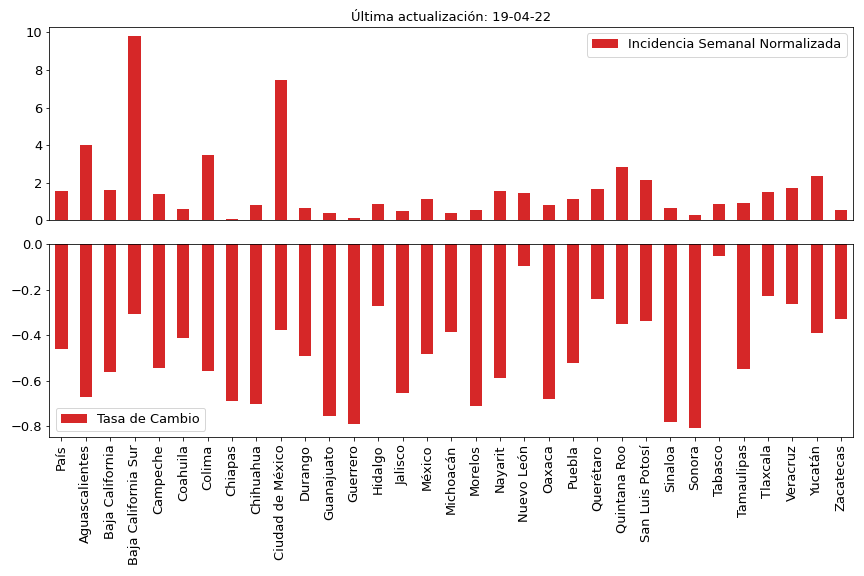 Última actualización: 19-04-22
10
8
6
4
2
0
Incidencia Semanal Normalizada
0.0
−0.2
−0.4
−0.6
−0.8
Tasa de Cambio
País
Aguascalientes
Baja California
Baja California Sur
Campeche
Coahuila
Colima
Chiapas
Chihuahua
Ciudad de México
Durango
Guanajuato
Guerrero
Hidalgo
Jalisco
México
Michoacán
Morelos
Nayarit
Nuevo León
Oaxaca
Puebla
Querétaro
Quintana Roo
San Luis Potosí
Sinaloa
Sonora
Tabasco
Tamaulipas
Tlaxcala
Veracruz
Yucatán
Zacatecas